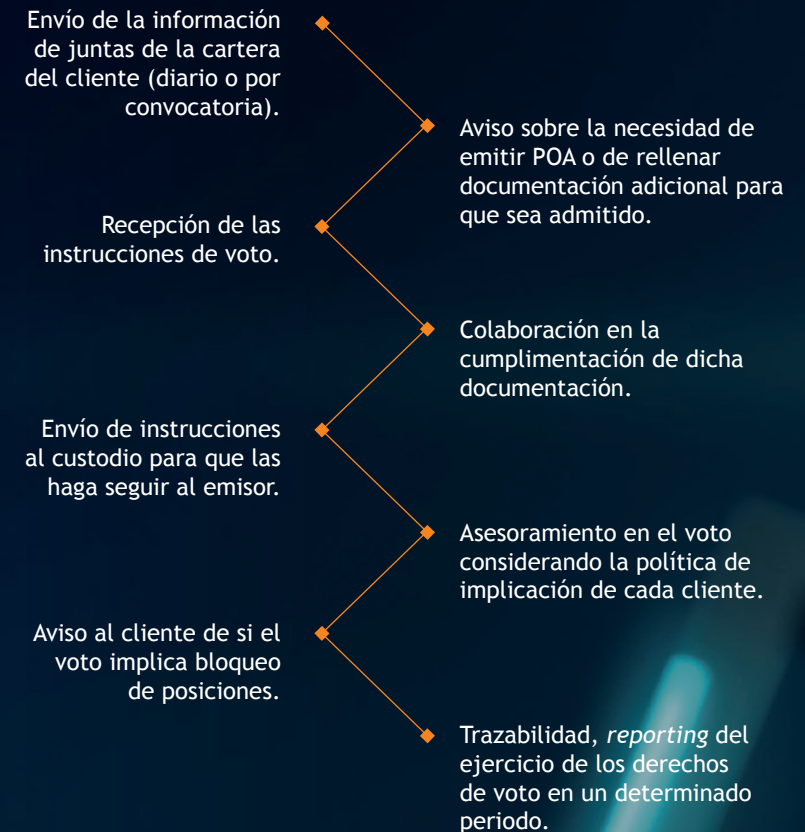 Envío de la información
de juntas de la cartera
del cliente (diario o por
convocatoria).
Aviso sobre la necesidad de
emitir POA o de rellenar
documentación adicional para
que sea admitido.
Recepción de las
instrucciones de voto.
Colaboración en la
cumplimentación de dicha
documentación.
Envío de instrucciones
al custodio para que las
haga seguir al emisor.
Asesoramiento en el voto
considerando la política de
implicación de cada cliente.
Aviso al cliente de si el
voto implica bloqueo
de posiciones.
Trazabilidad, reporting del
ejercicio de los derechos
de voto en un determinado
periodo.